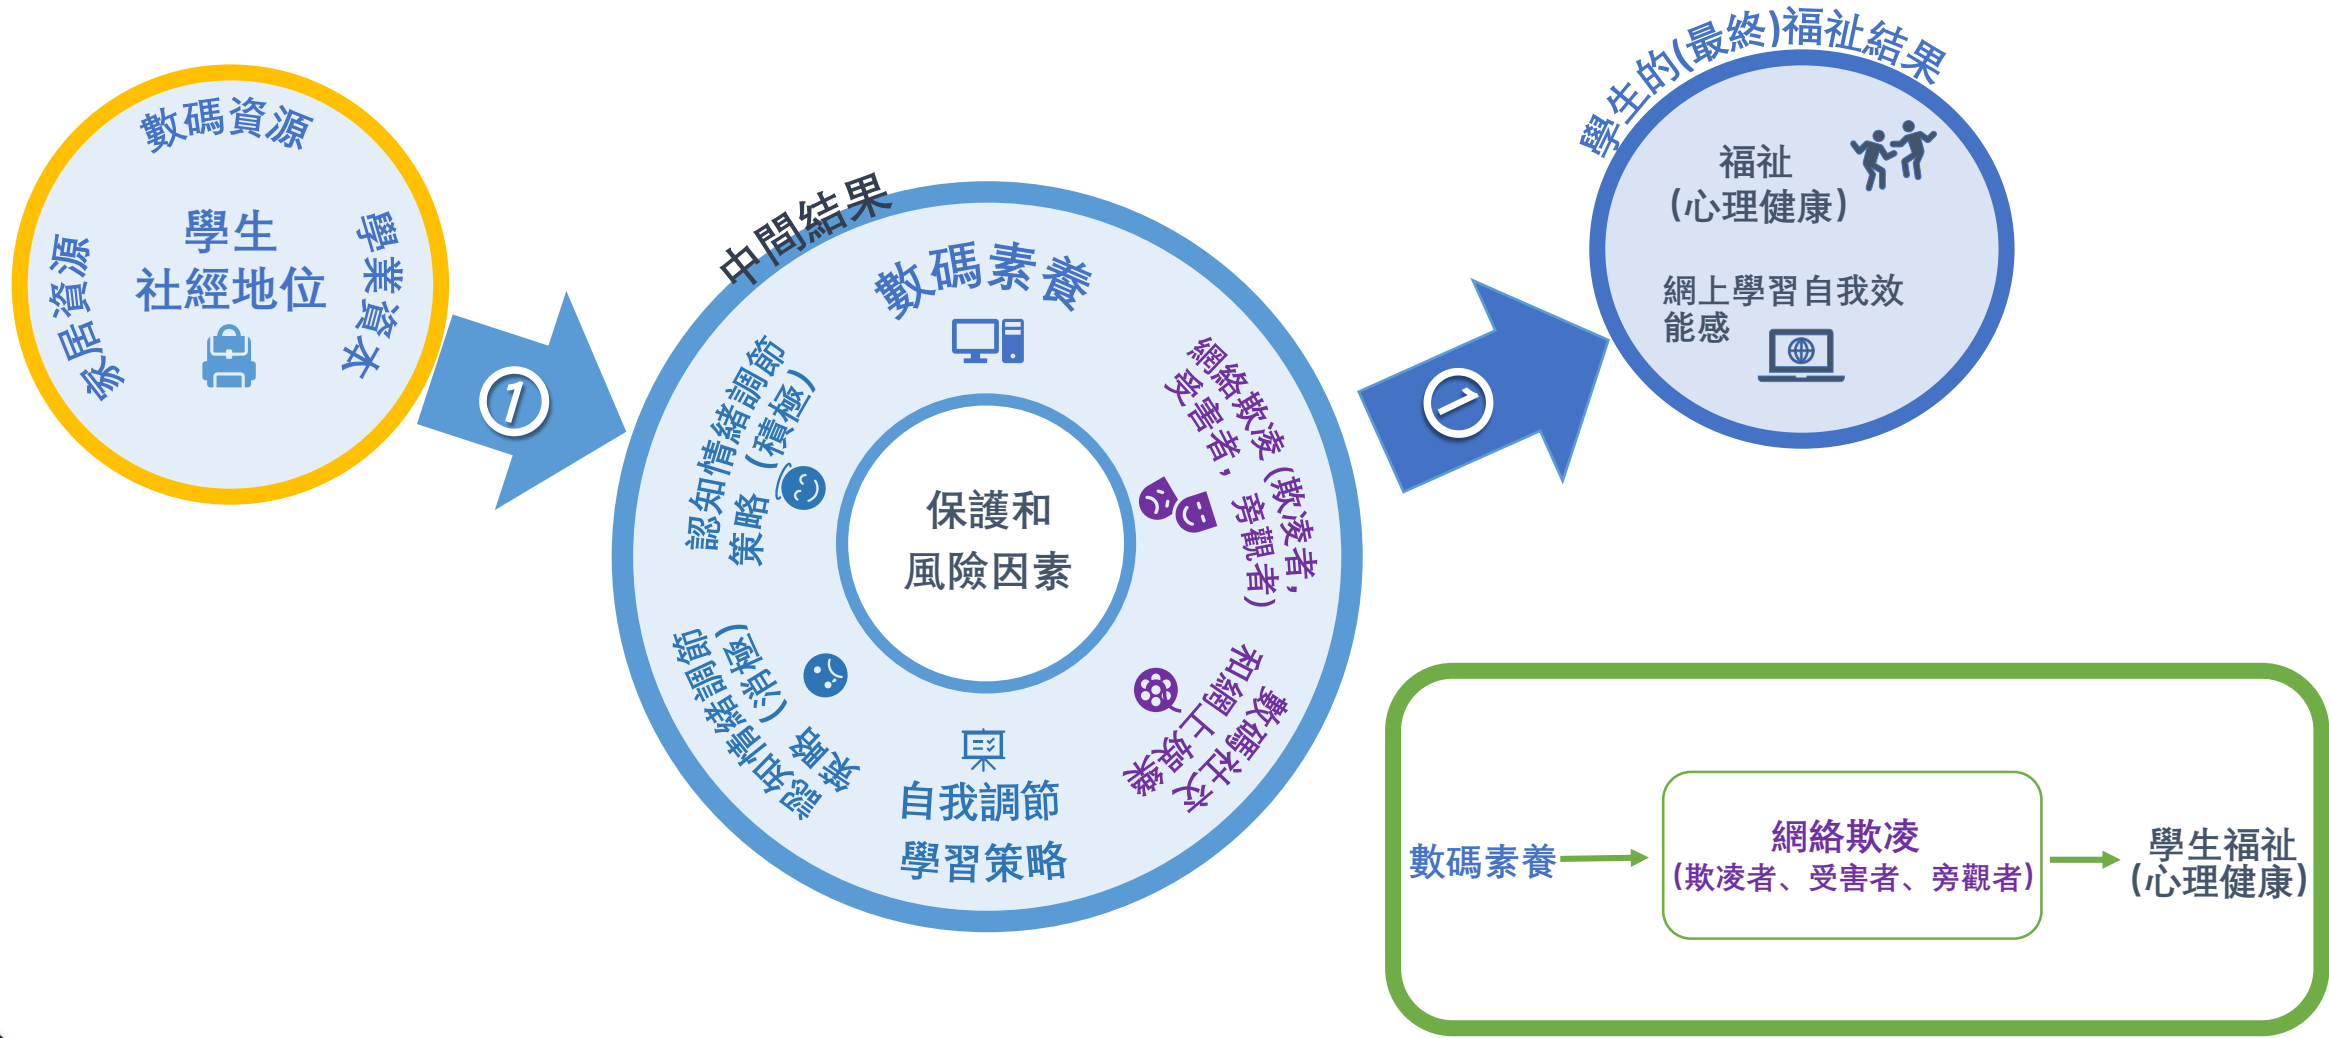 數碼資源
學生
社經地位
家居資源
學業資本
①
中間結果
數碼素養
認知情緒調節
策略 (積極)
網絡欺凌 (欺凌者,
受害者, 旁觀者)
保護和
風險因素
認知情緒調節
策略 (消極)
數碼社交
和網上娛樂
自我調節
學習策略
①
學生的(最終)福祉結果
福祉
(心理健康)
網上學習自我效
能感
數碼素養
網絡欺凌
(欺凌者、受害者、旁觀者)
學生福祉
(心理健康)